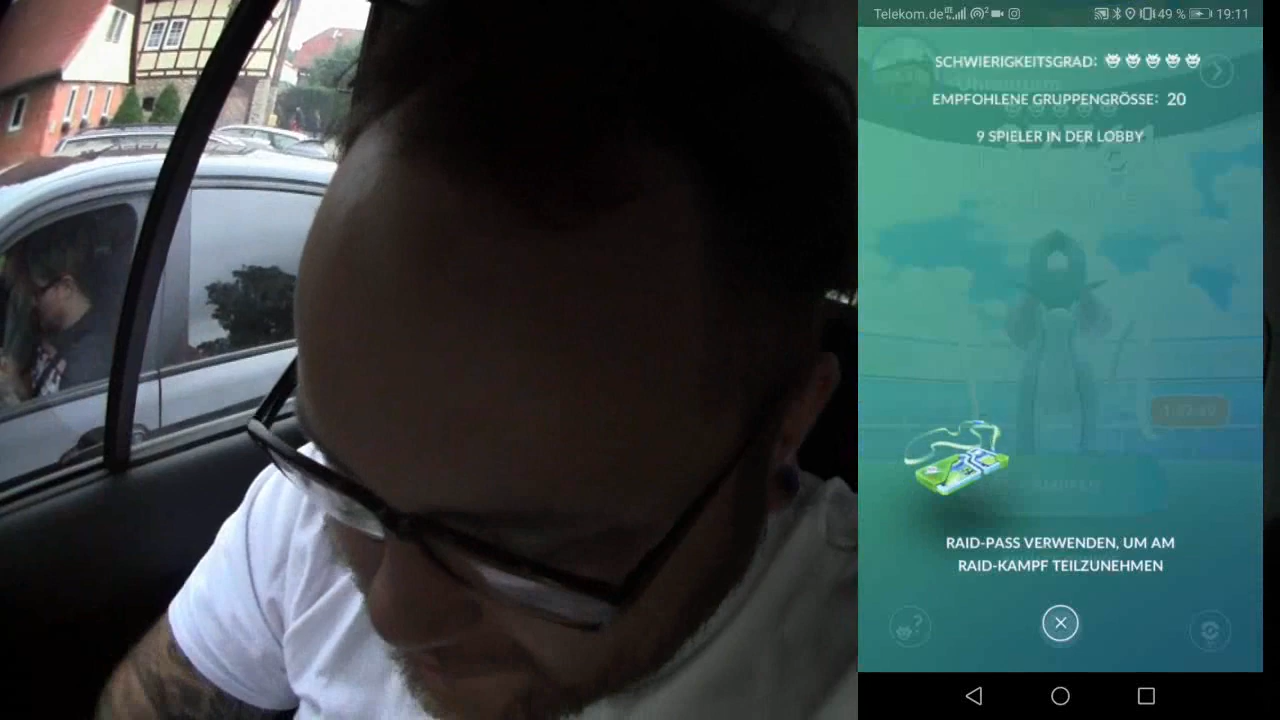 Telekom.de 49 % 19:11
SCHWIERIGKEITSGRAD:
EMPFOHLENE GRUPPENGRÖSSE: 20
9 SPIELER IN DER LOBBY
RAID-PASS VERWENDEN, UM AM
RAID-KAMPF TEILZUNEHMEN